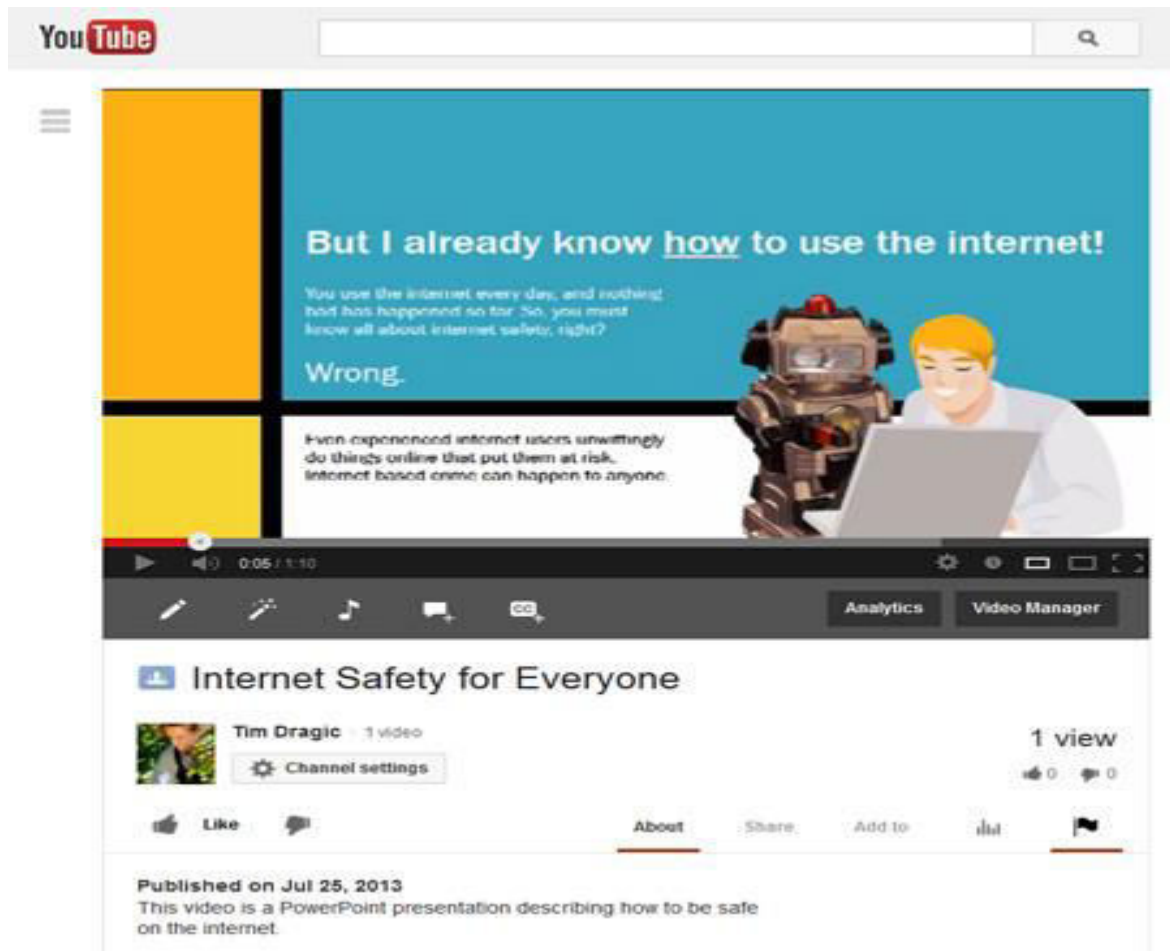 You Tube
But I already know how to use the internet!
You use the internet every day, and nothing
bad has happened so far. So, you must
know all about internet safety, right?
Wrong.
Even experienced internet users unwittingly
do things online that put them at risk.
Internet based crime can happen to anyone.
0:05 / 1:10
CC
Analytics
Video Manager
Internet Safety for Everyone
Tim Dragic 1 video
Channel settings
1 view
0 0
Like
About Share Add to
Published on Jul 25, 2013
This video is a PowerPoint presentation describing how to be safe
on the internet.